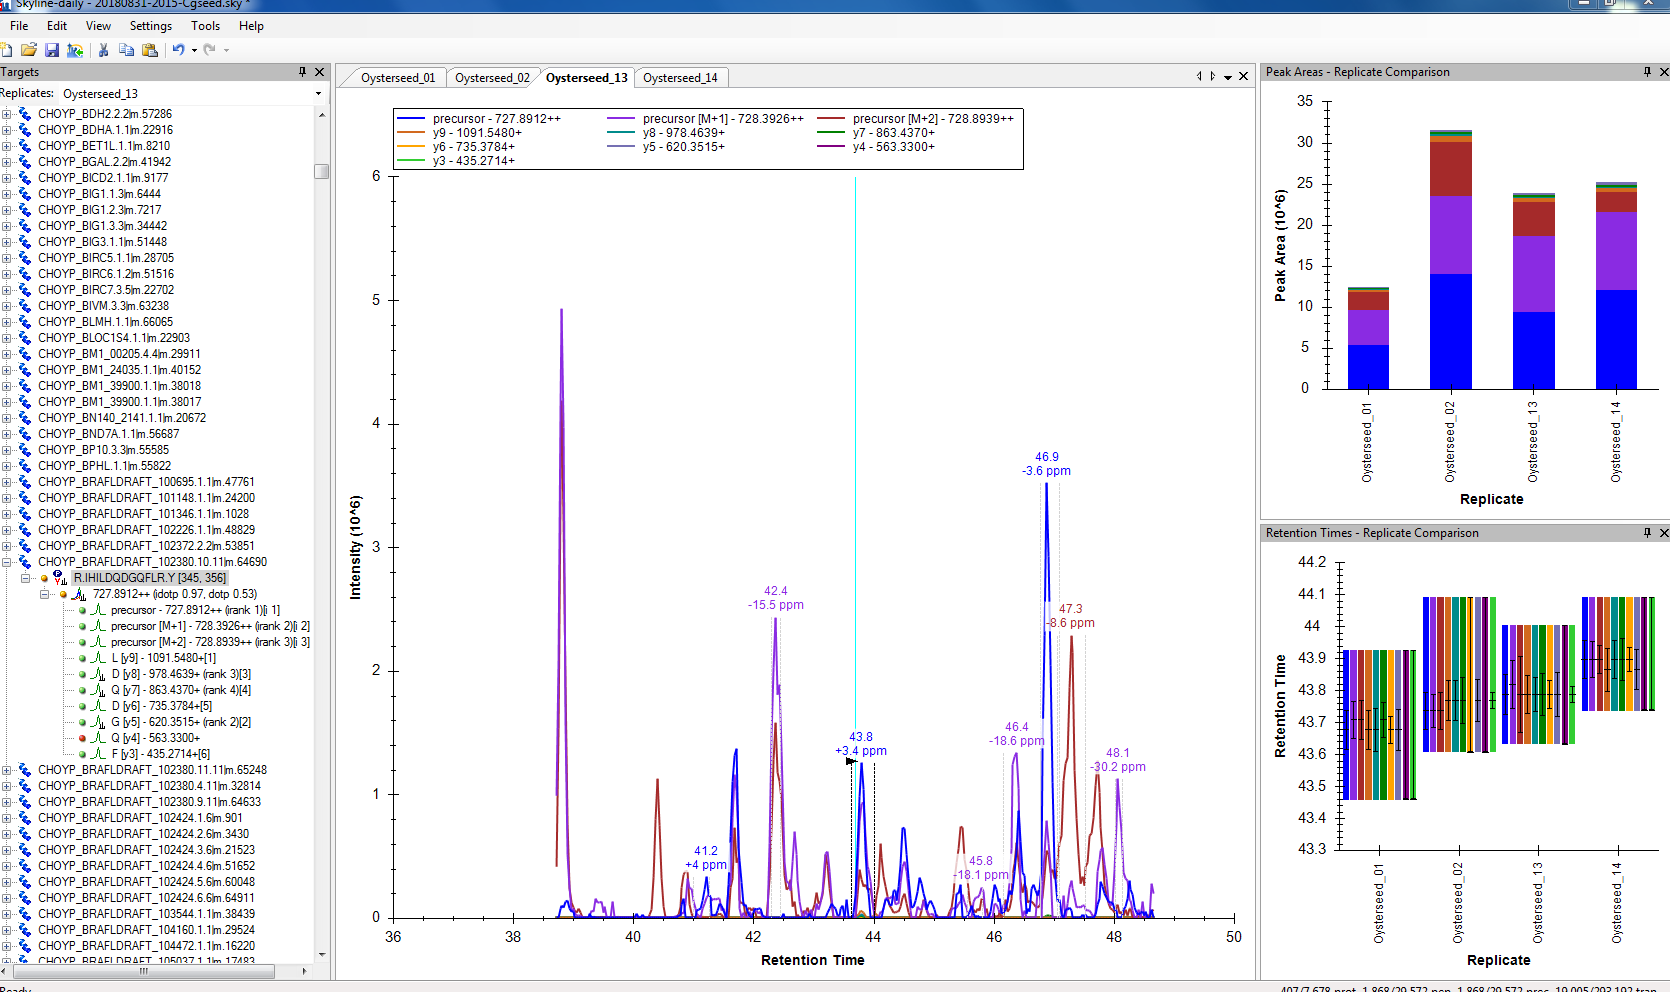 Skyline-daily - 20180831-2015-Cgseed.sky *
File Edit View Settings Tools Help
Targets
Replicates: Oysterseed_13
CHOYP_BDH2.2.2|m.57286
CHOYP_BDHA.1.1|m.22916
CHOYP_BET1L.1.1|m.8210
CHOYP_BGAL.2.2|m.41942
CHOYP_BICD2.1.1|m.9177
CHOYP_BIG1.1.3|m.6444
CHOYP_BIG1.2.3|m.7217
CHOYP_BIG1.3.3|m.34442
CHOYP_BIG3.1.1|m.51448
CHOYP_BIRC5.1.1|m.28705
CHOYP_BIRC6.1.2|m.51516
CHOYP_BIRC7.3.5|m.22702
CHOYP_BIVM.3.3|m.63238
CHOYP_BLMH.1.1|m.66065
CHOYP_BLOC1S4.1.1|m.22903
CHOYP_BM1_00205.4.4|m.29911
CHOYP_BM1_24035.1.1|m.40152
CHOYP_BM1_39900.1.1|m.38018
CHOYP_BM1_39900.1.1|m.38017
CHOYP_BN140_2141.1.1|m.20672
CHOYP_BND7A.1.1|m.56687
CHOYP_BP10.3.3|m.55585
CHOYP_BPHL.1.1|m.55822
CHOYP_BRAFLDRAFT_100695.1.1|m.47761
CHOYP_BRAFLDRAFT_101148.1.1|m.24200
CHOYP_BRAFLDRAFT_101346.1.1|m.1028
CHOYP_BRAFLDRAFT_102226.1.1|m.48829
CHOYP_BRAFLDRAFT_102372.2.2|m.53851
CHOYP_BRAFLDRAFT_102380.10.11|m.64690
R.IHILDQDGQFLR.Y [345, 356]
727.8912++ (idotp 0.97, dotp 0.53)
precursor - 727.8912++ (irank 1)[i 1]
precursor [M+1] - 728.3926++ (irank 2)[i 2]
precursor [M+2] - 728.8939++ (irank 3)[i 3]
L [y9] - 1091.5480+[1]
D [y8] - 978.4639+ (rank 3)[3]
Q [y7] - 863.4370+ (rank 4)[4]
D [y6] - 735.3784+[5]
G [y5] - 620.3515+ (rank 2)[2]
Q [y4] - 563.3300+
F [y3] - 435.2714+[6]
CHOYP_BRAFLDRAFT_102380.11.11|m.65248
CHOYP_BRAFLDRAFT_102380.4.11|m.32814
CHOYP_BRAFLDRAFT_102380.9.11|m.64633
CHOYP_BRAFLDRAFT_102424.1.6|m.901
CHOYP_BRAFLDRAFT_102424.2.6|m.3430
CHOYP_BRAFLDRAFT_102424.3.6|m.21523
CHOYP_BRAFLDRAFT_102424.4.6|m.51652
CHOYP_BRAFLDRAFT_102424.5.6|m.60048
CHOYP_BRAFLDRAFT_102424.6.6|m.64911
CHOYP_BRAFLDRAFT_103544.1.1|m.38439
CHOYP_BRAFLDRAFT_104160.1.1|m.29524
CHOYP_BRAFLDRAFT_104472.1.1|m.16220
CHOYP_BRAFLDRAFT_105037.1.1|m.17483
Oysterseed_01 Oysterseed_02 Oysterseed_13 Oysterseed_14
precursor - 727.8912++ precursor [M+1] - 728.3926++ precursor [M+2] - 728.8939++
y9 - 1091.5480+ y8 - 978.4639+ y7 - 863.4370+
y6 - 735.3784+ y5 - 620.3515+ y4 - 563.3300+
y3 - 435.2714+
Intensity (10^6)
6
5
4
3
2
1
0
46.9
-3.6 ppm
42.4
-15.5 ppm
47.3
-8.6 ppm
46.4
-18.6 ppm
43.8
+3.4 ppm
48.1
-30.2 ppm
41.2
+4 ppm
45.8
-18.1 ppm
36 38 40 42 44 46 48 50
Retention Time
Peak Areas - Replicate Comparison
Peak Area (10^6)
35
30
25
20
15
10
5
0
Oysterseed_01 Oysterseed_02 Oysterseed_13 Oysterseed_14
Replicate
Retention Times - Replicate Comparison
Retention Time
44.2
44.1
44
43.9
43.8
43.7
43.6
43.5
43.4
43.3
Oysterseed_01 Oysterseed_02 Oysterseed_13 Oysterseed_14
Replicate
Ready
407/7,678 prot 1,868/29,572 pep 1,868/29,572 prec 19,005/293,192 tran